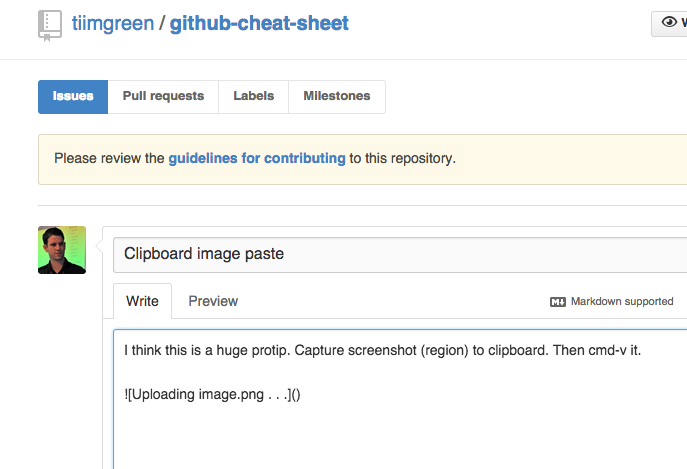 tiimgreen / github-cheat-sheet
Issues
Pull requests
Labels
Milestones
Please review the guidelines for contributing to this repository.
Clipboard image paste
Write
Preview
Markdown supported
I think this is a huge protip. Capture screenshot (region) to clipboard. Then cmd-v it.
![Uploading image.png . . .]()